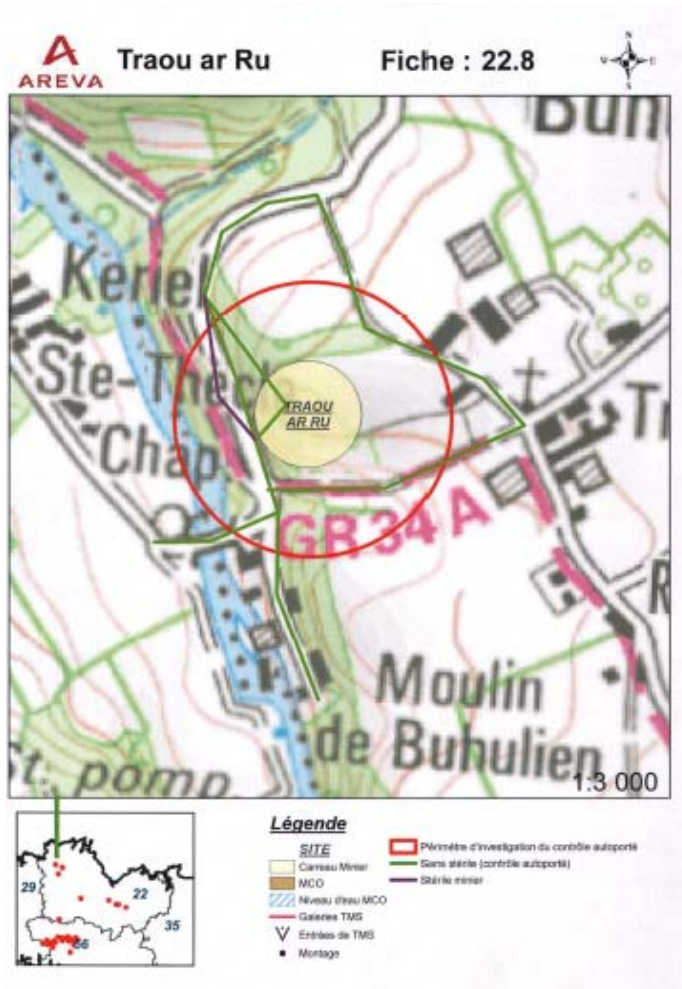 AREVA
Traou ar Ru
Fiche : 22.8
N
E
S
Buh
Keriel
Ste-Thec
TRAOU
AR RU
Chap
Tr
GR 34 A
R
Moulin
de Buhulien
St. pomp.
1:3 000
29
22
35
56
Légende
SITE
Carreau Minier
MCO
Niveau d'eau MCO
Galeries TMS
Entrées de TMS
Montage
Périmètre d'investigation du contrôle autoporté
Sans stérile (contrôle autoporté)
Stérile minier